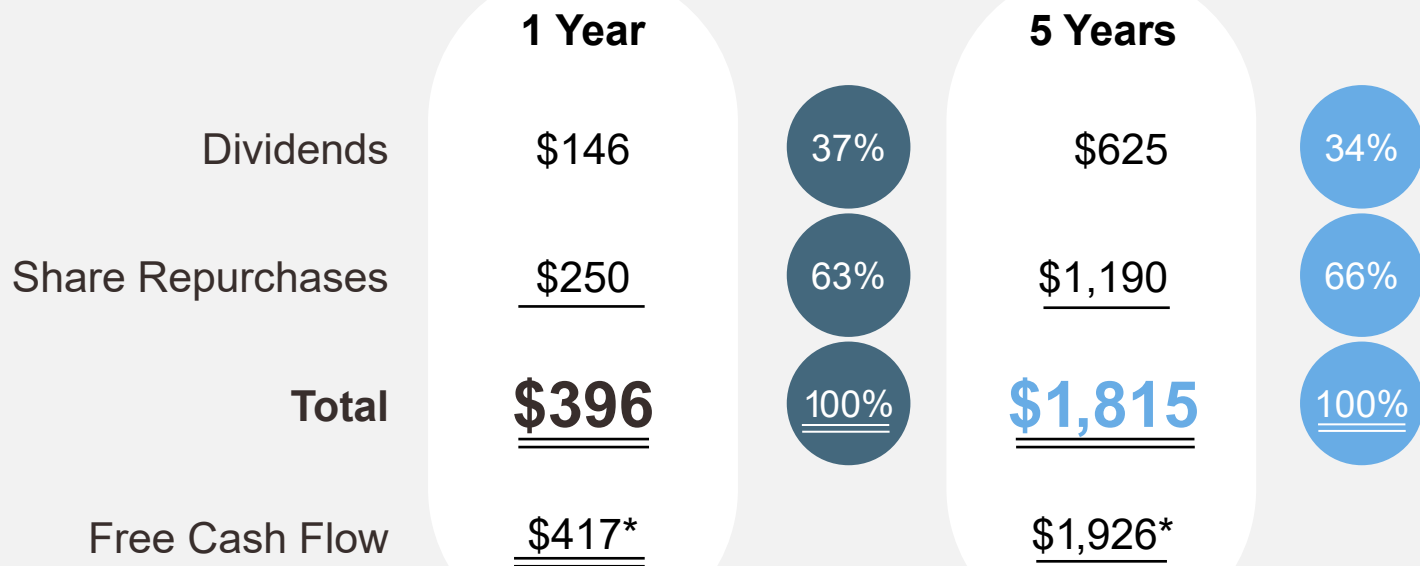 1 Year 5 Years
Dividends $146 37% $625 34%
Share Repurchases $250 63% $1,190 66%
Total $396 100% $1,815 100%
Free Cash Flow $417* $1,926*